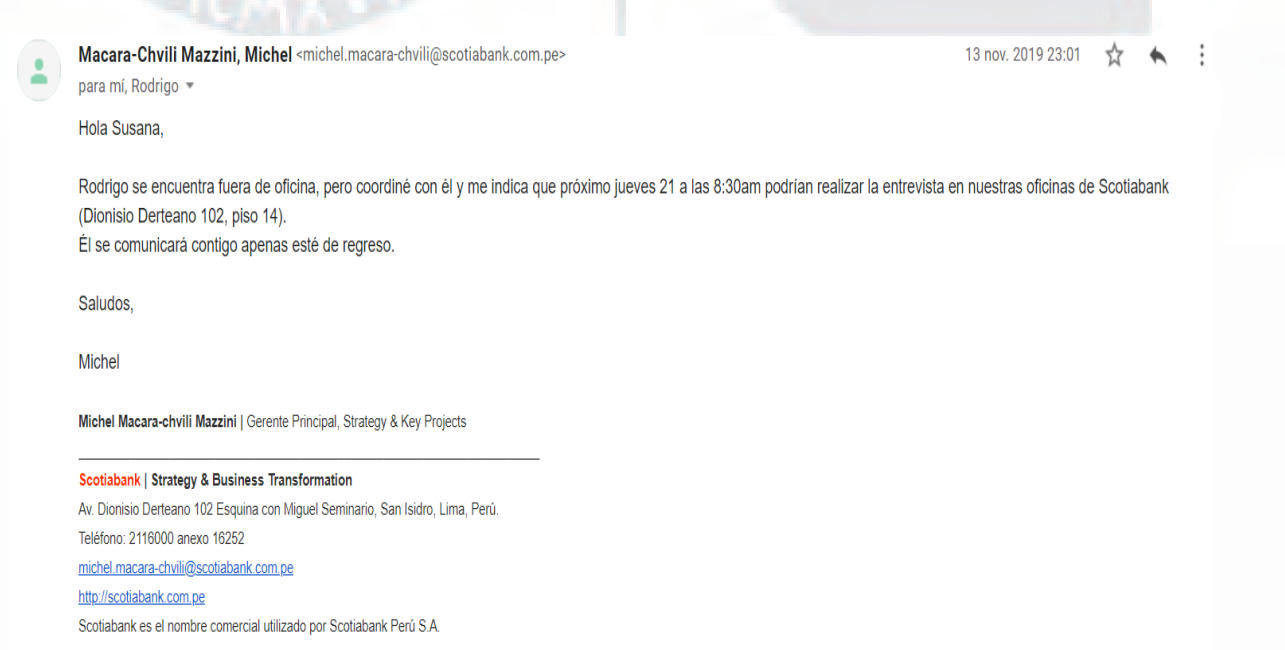 Macara-Chvili Mazzini, Michel <michel.macara-chvili@scotiabank.com.pe> 13 nov. 2019 23:01
para mí, Rodrigo
Hola Susana,
Rodrigo se encuentra fuera de oficina, pero coordiné con él y me indica que próximo jueves 21 a las 8:30am podrían realizar la entrevista en nuestras oficinas de Scotiabank
(Dionisio Derteano 102, piso 14).
Él se comunicará contigo apenas esté de regreso.
Saludos,
Michel
Michel Macara-chvili Mazzini | Gerente Principal, Strategy & Key Projects
Scotiabank | Strategy & Business Transformation
Av. Dionisio Derteano 102 Esquina con Miguel Seminario, San Isidro, Lima, Perú.
Teléfono: 2116000 anexo 16252
michel.macara-chvili@scotiabank.com.pe
http://scotiabank.com.pe
Scotiabank es el nombre comercial utilizado por Scotiabank Perú S.A.